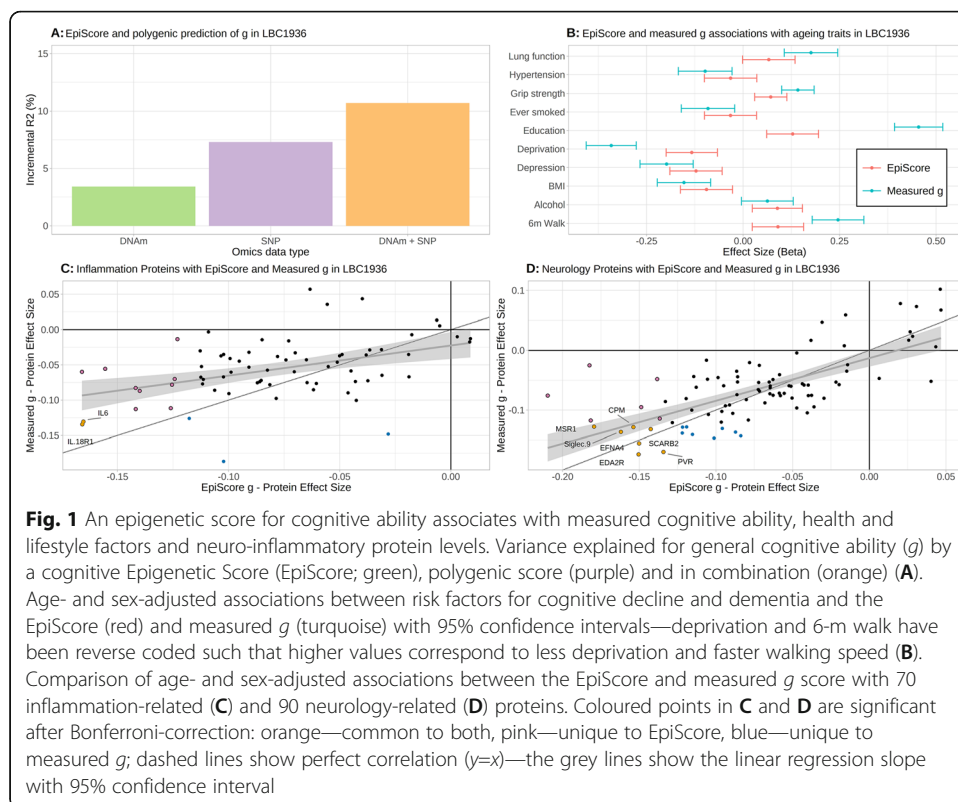 A: EpiScore and polygenic prediction of g in LBC1936
15
10
5
0
Incremental R2 (%)
DNAm
SNP
DNAm + SNP
Omics data type
B: EpiScore and measured g associations with ageing traits in LBC1936
Lung function
Hypertension
Grip strength
Ever smoked
Education
Deprivation
Depression
BMI
Alcohol
6m Walk
EpiScore
Measured g
-0.25
0.00
0.25
0.50
Effect Size (Beta)
C: Inflammation Proteins with EpiScore and Measured g in LBC1936
Measured g - Protein Effect Size
0.05
0.00
-0.05
-0.10
-0.15
IL6
IL.18R1
-0.15
-0.10
-0.05
0.00
EpiScore g - Protein Effect Size
D: Neurology Proteins with EpiScore and Measured g in LBC1936
Measured g - Protein Effect Size
0.1
0.0
-0.1
-0.2
MSR1
CPM
Siglec.9
EFNA4
SCARB2
EDA2R
PVR
-0.20
-0.15
-0.10
-0.05
0.00
0.05
EpiScore g - Protein Effect Size
Fig. 1 An epigenetic score for cognitive ability associates with measured cognitive ability, health and
lifestyle factors and neuro-inflammatory protein levels. Variance explained for general cognitive ability (g) by
a cognitive Epigenetic Score (EpiScore; green), polygenic score (purple) and in combination (orange) (A).
Age- and sex-adjusted associations between risk factors for cognitive decline and dementia and the
EpiScore (red) and measured g (turquoise) with 95% confidence intervals—deprivation and 6-m walk have
been reverse coded such that higher values correspond to less deprivation and faster walking speed (B).
Comparison of age- and sex-adjusted associations between the EpiScore and measured g score with 70
inflammation-related (C) and 90 neurology-related (D) proteins. Coloured points in C and D are significant
after Bonferroni-correction: orange—common to both, pink—unique to EpiScore, blue—unique to
measured g; dashed lines show perfect correlation (y=x)—the grey lines show the linear regression slope
with 95% confidence interval